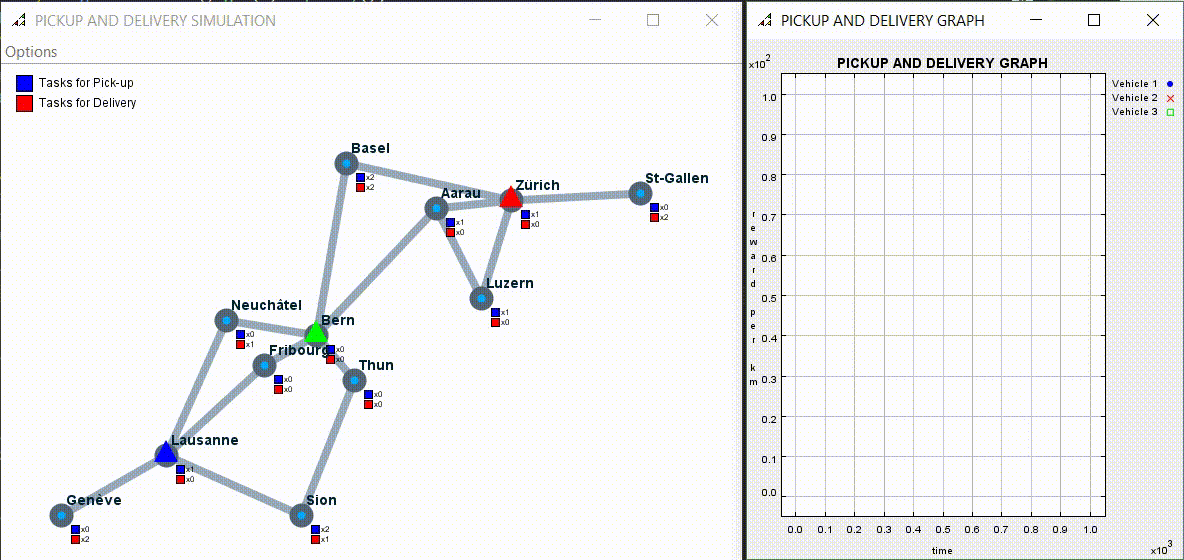 PICKUP AND DELIVERY SIMULATION
Options
Tasks for Pick-up
Tasks for Delivery
Basel
x2
x2
Aarau
x1
x0
Zürich
x1
x0
St-Gallen
x0
x2
Luzern
x1
x0
Neuchâtel
x0
x1
Bern
x0
x0
Fribourg
x0
x0
Thun
x0
x0
Lausanne
x1
x0
Genève
x0
x2
Sion
x2
x1
PICKUP AND DELIVERY GRAPH
PICKUP AND DELIVERY GRAPH
x10²
Vehicle 1
Vehicle 2
Vehicle 3
1.0
0.9
0.8
0.7
0.6
0.5
0.4
0.3
0.2
0.1
0.0
reward per km
0.0 0.1 0.2 0.3 0.4 0.5 0.6 0.7 0.8 0.9 1.0
time
x10³